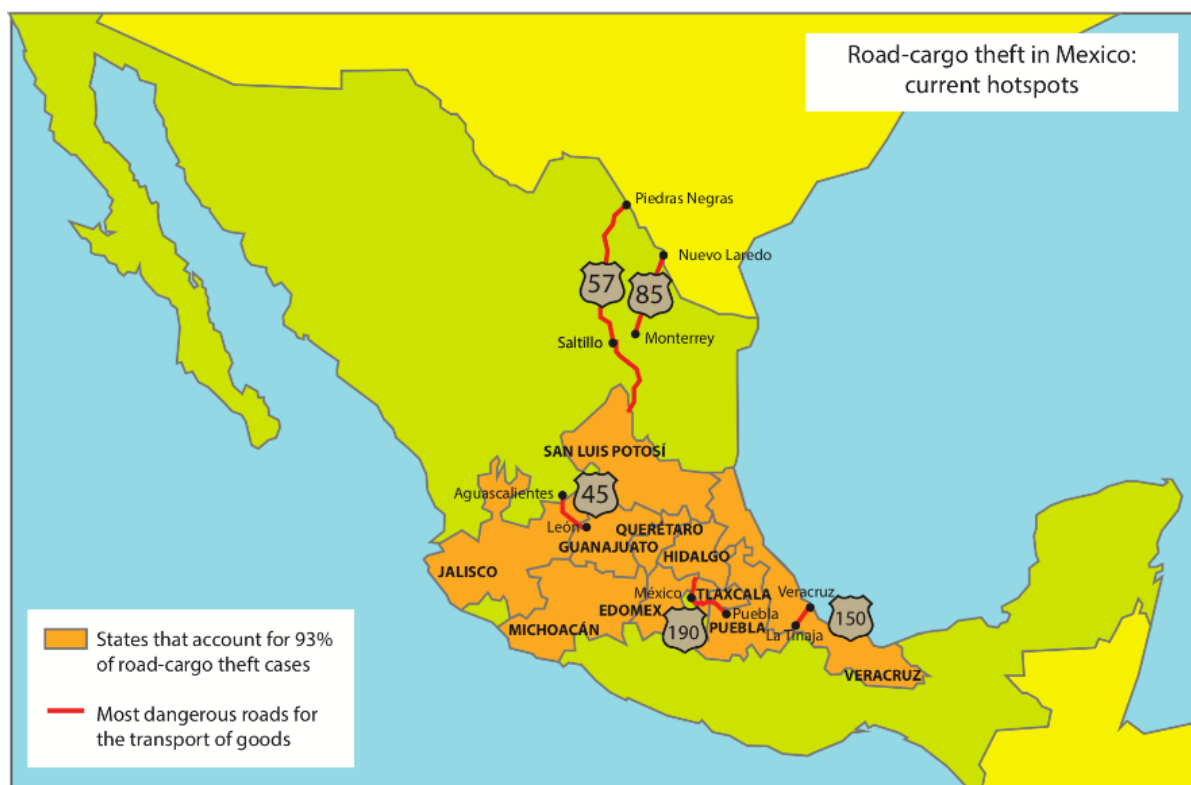 Road-cargo theft in Mexico:
current hotspots
Piedras Negras
Nuevo Laredo
57
85
Saltillo
Monterrey
SAN LUIS POTOSÍ
Aguascalientes
45
León
QUERÉTARO
GUANAJUATO
HIDALGO
JALISCO
México
TLAXCALA
Veracruz
EDOMEX
Puebla
150
MICHOACÁN
190
PUEBLA
La Tinaja
VERACRUZ
States that account for 93%
of road-cargo theft cases
Most dangerous roads for
the transport of goods